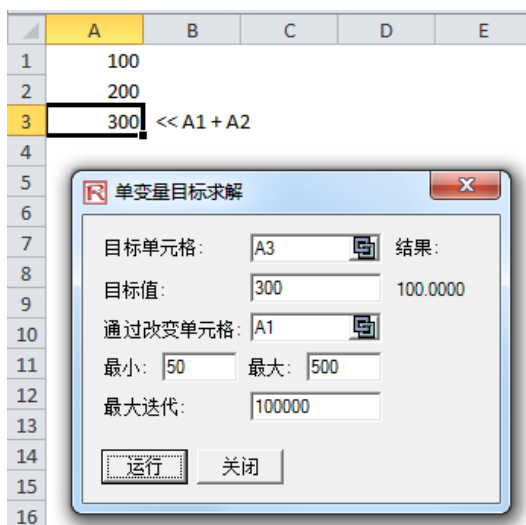 A B C D E
1 100
2 200
3 300 << A1 + A2
4
5
6
7
8
9
10
11
12
13
14
15
16
R 单变量目标求解 x
目标单元格: A3 结果:
目标值: 300 100.0000
通过改变单元格: A1
最小: 50 最大: 500
最大迭代: 100000
运行 关闭